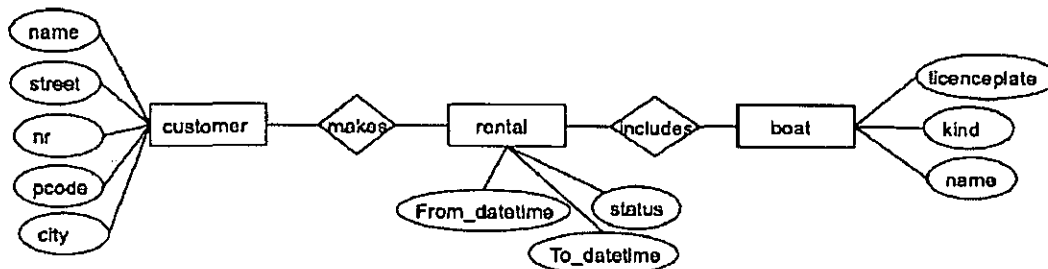 name
street
nr
pcode
city
customer
makes
rental
From_datetime
status
To_datetime
includes
boat
licenceplate
kind
name